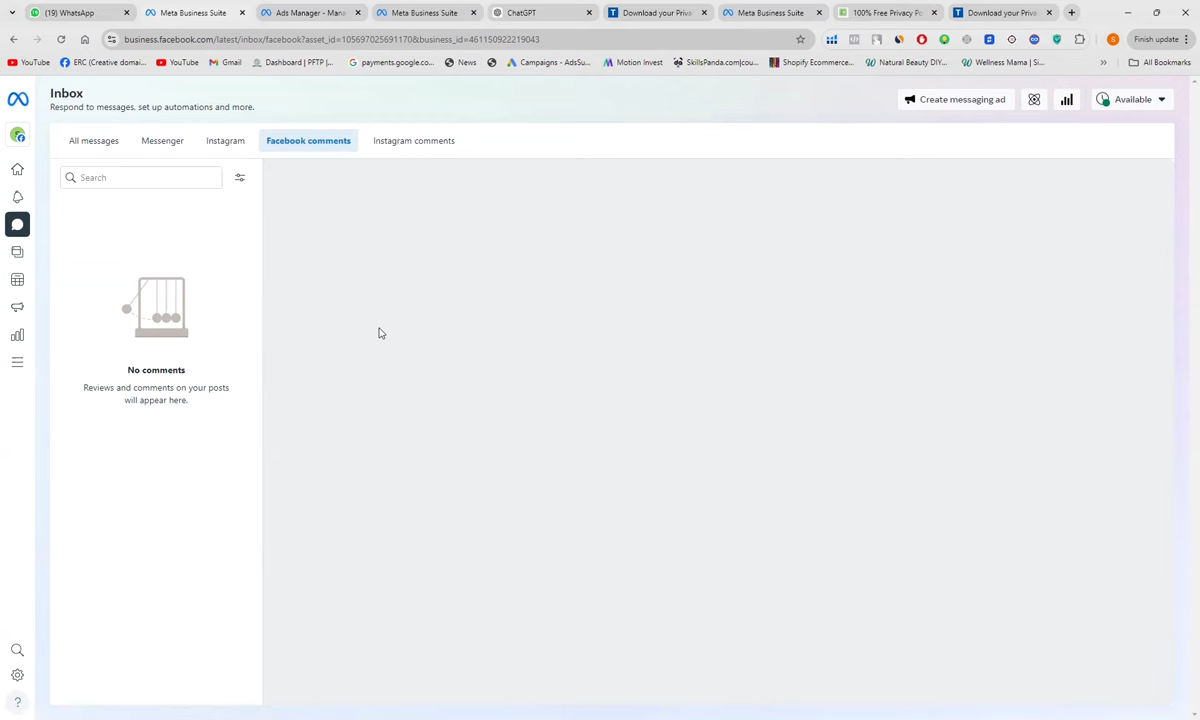 (19) WhatsApp
Meta Business Suite
Ads Manager - Mana
Meta Business Suite
ChatGPT
Download your Priva
Meta Business Suite
100% Free Privacy Po
Download your Priva
business.facebook.com/latest/inbox/facebook?asset_id=105697025691170&business_id=461150922219043
S
Finish update
YouTube
ERC (Creative domai...
YouTube
Gmail
Dashboard | PFTP |...
payments.google.co...
News
Campaigns - AdsSu...
Motion Invest
SkillsPanda.com|cou...
Shopify Ecommerce...
Natural Beauty DIY...
Wellness Mama | Si...
»
All Bookmarks
Inbox
Respond to messages, set up automations and more.
Create messaging ad
Available
All messages
Messenger
Instagram
Facebook comments
Instagram comments
Search
No comments
Reviews and comments on your posts
will appear here.
?